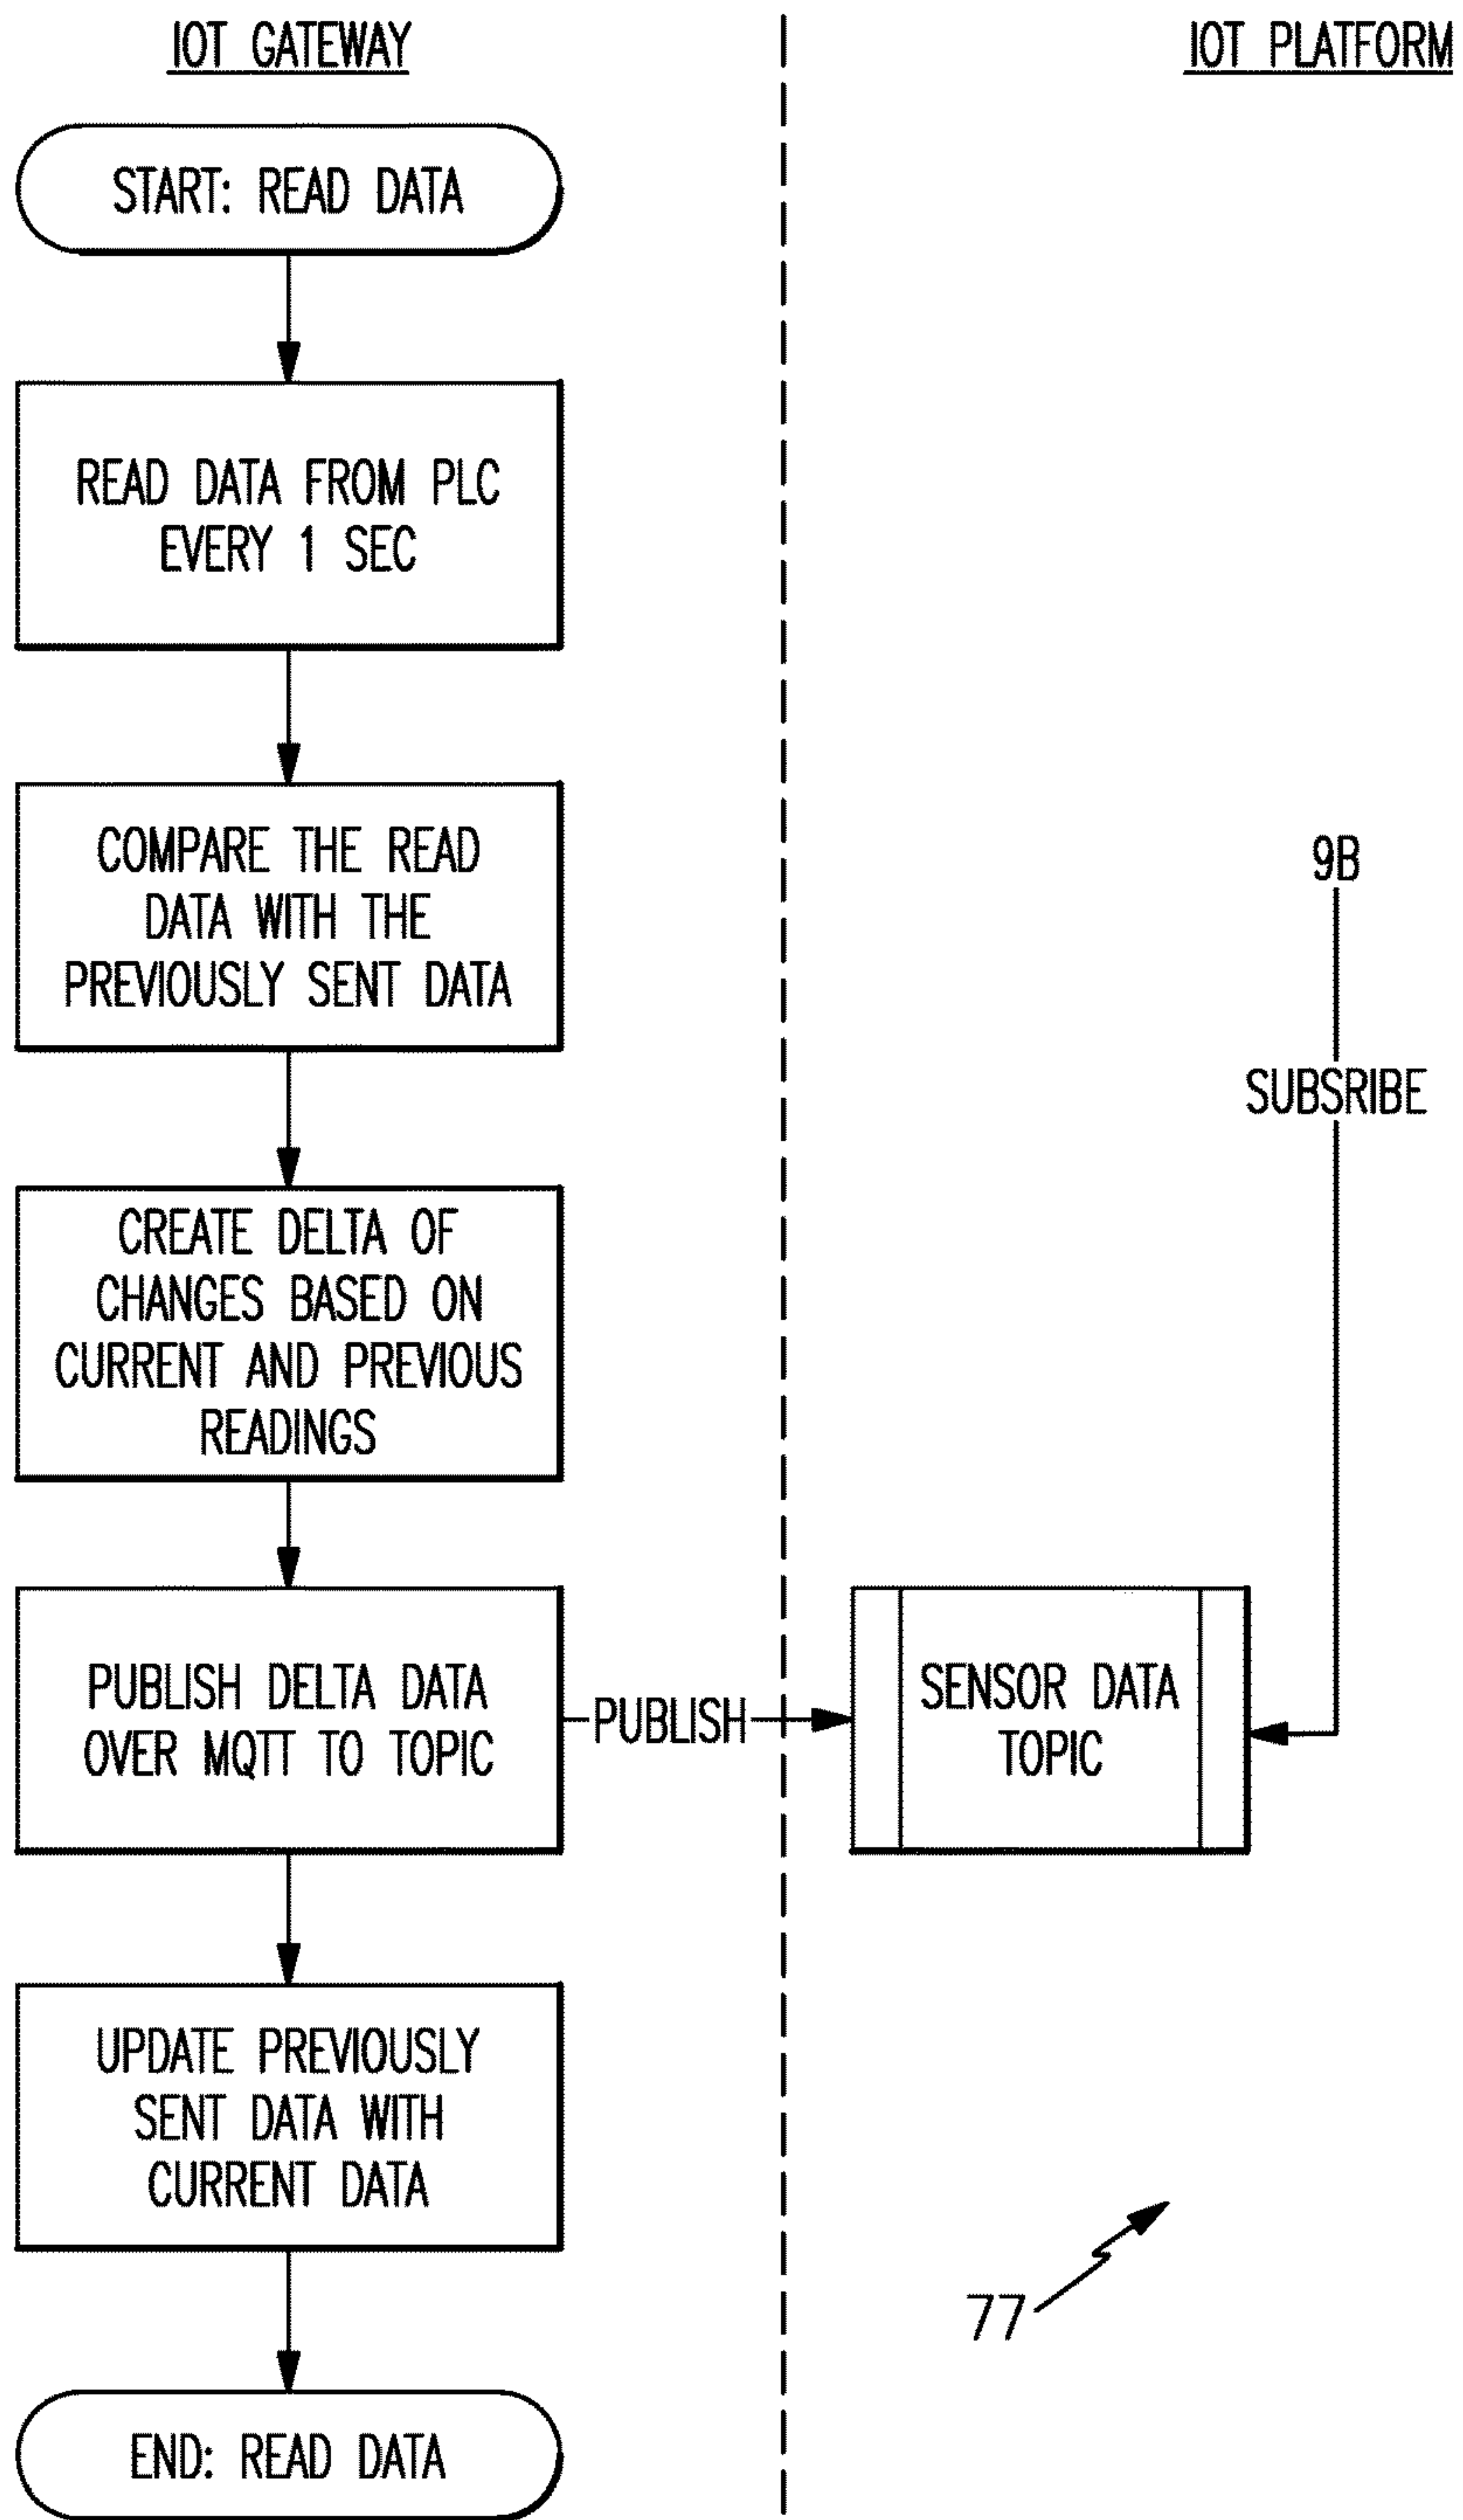 IOT GATEWAY
IOT PLATFORM
START: READ DATA
READ DATA FROM PLC
EVERY 1 SEC
COMPARE THE READ
DATA WITH THE
PREVIOUSLY SENT DATA
9B
SUBSRIBE
CREATE DELTA OF
CHANGES BASED ON
CURRENT AND PREVIOUS
READINGS
PUBLISH DELTA DATA
OVER MQTT TO TOPIC
PUBLISH
SENSOR DATA
TOPIC
UPDATE PREVIOUSLY
SENT DATA WITH
CURRENT DATA
77
END: READ DATA